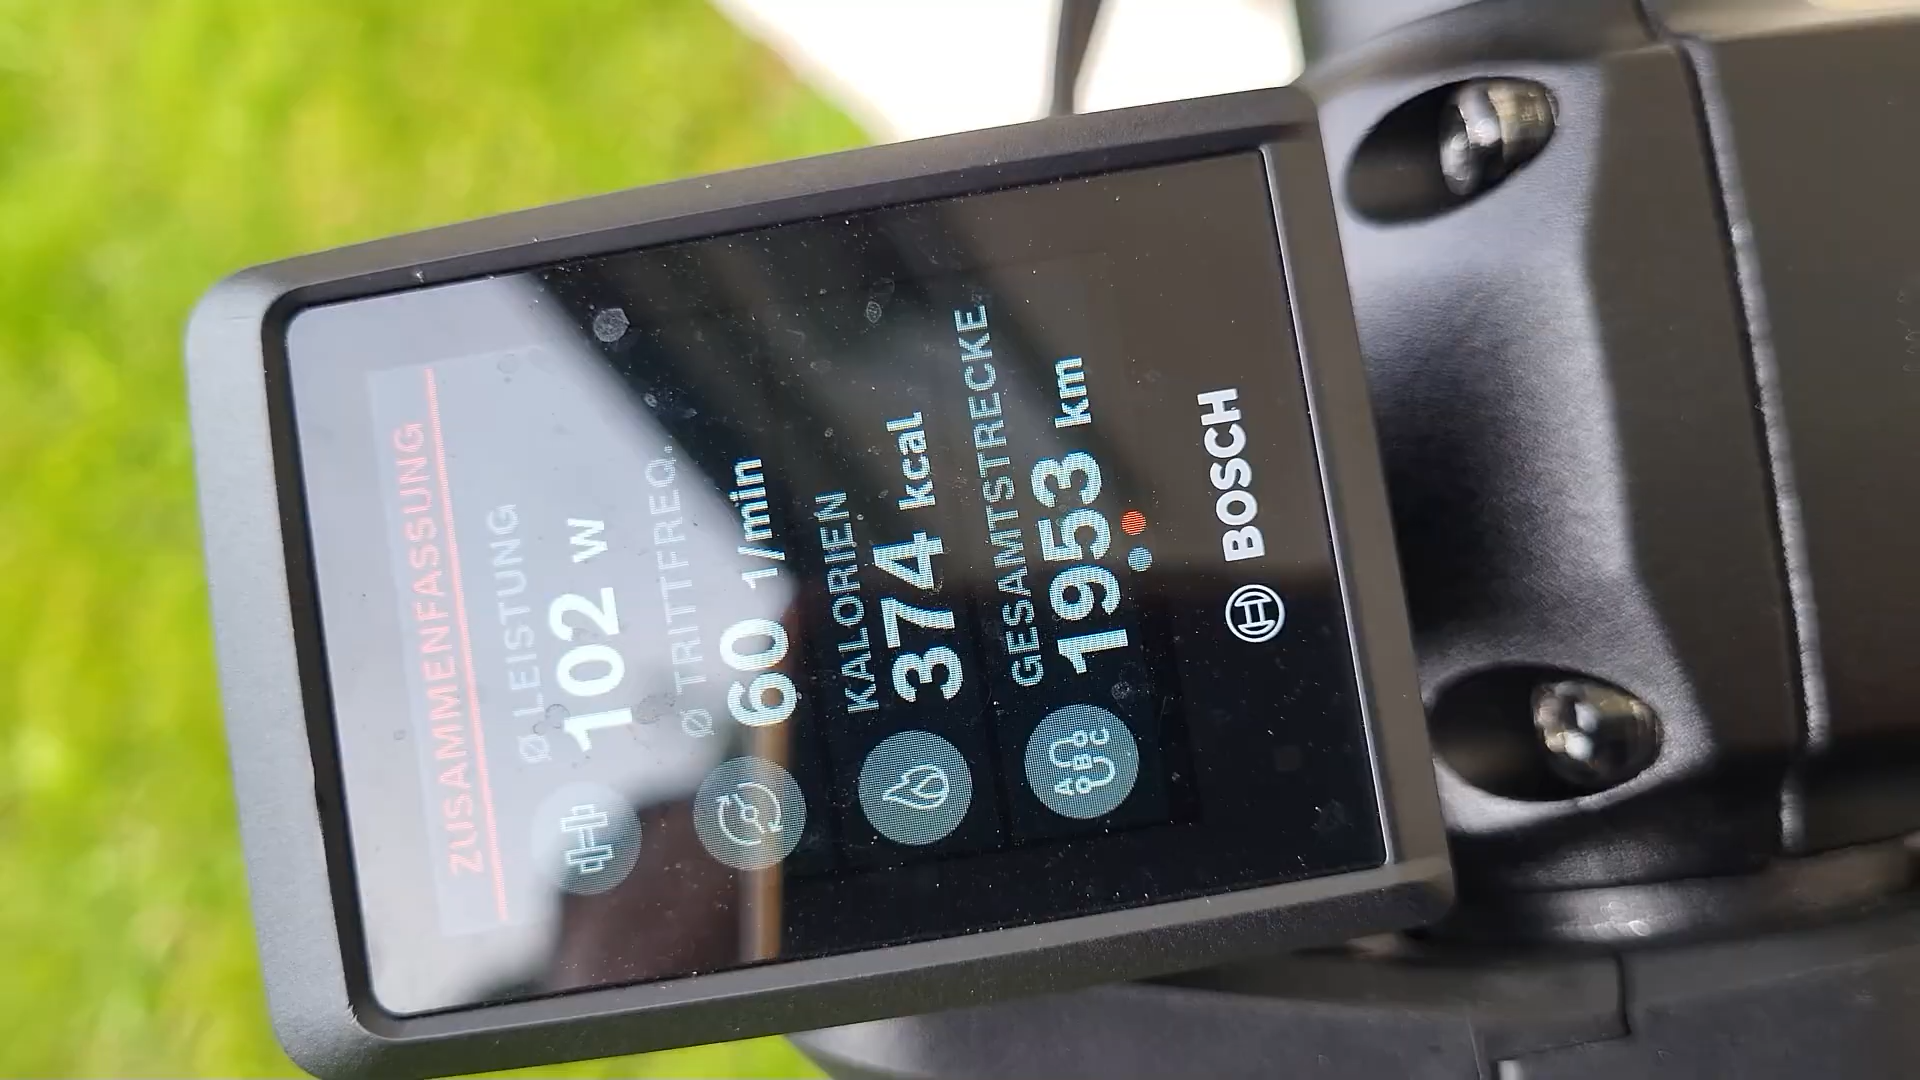 ZUSAMMENFASSUNG
Ø LEISTUNG
102 W
Ø TRITTFREQ.
60 1/min
KALORIEN
374 kcal
GESAMTSTRECKE
1953 km
A B C
BOSCH